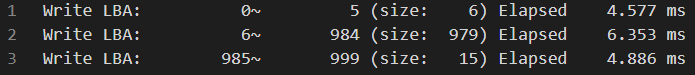 1 Write LBA: 0~ 5 (size: 6) Elapsed 4.577 ms
2 Write LBA: 6~ 984 (size: 979) Elapsed 6.353 ms
3 Write LBA: 985~ 999 (size: 15) Elapsed 4.886 ms